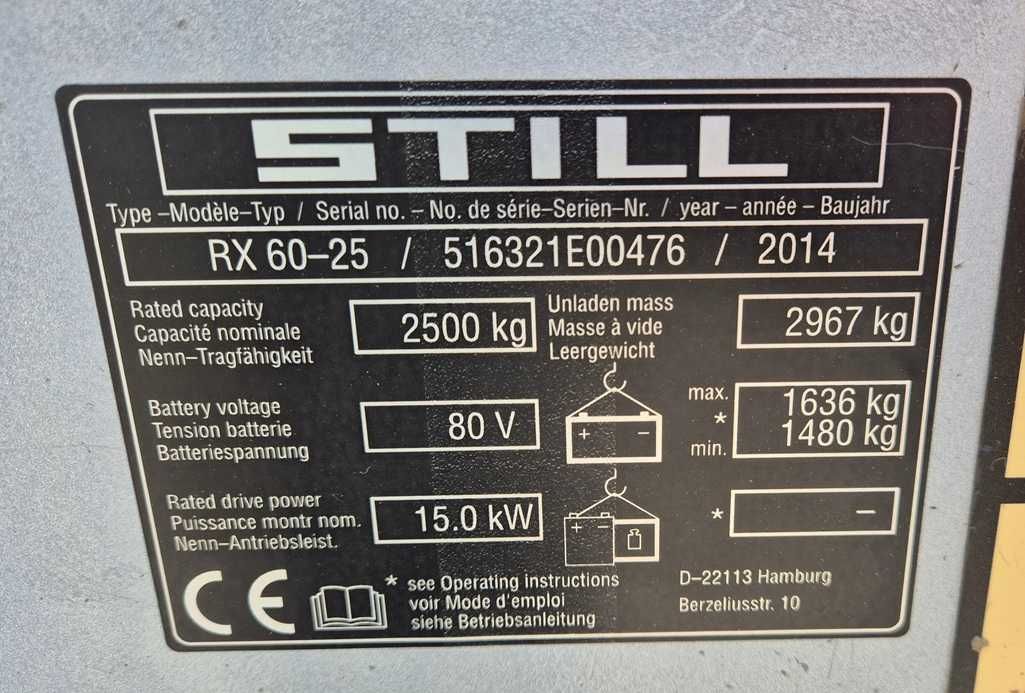 STILL
Type –Modèle–Typ / Serial no. – No. de série–Serien–Nr. / year – année – Baujahr
RX 60–25 / 516321E00476 / 2014
Rated capacity
Capacité nominale
Nenn–Tragfähigkeit
2500 kg
Unladen mass
Masse à vide
Leergewicht
2967 kg
Battery voltage
Tension batterie
Batteriespannung
80 V
+ –
max.
*
min.
1636 kg
1480 kg
Rated drive power
Puissance montr nom.
Nenn–Antriebsleist.
15.0 kW
+ –
*
–
CE
* see Operating instructions
voir Mode d'emploi
siehe Betriebsanleitung
D–22113 Hamburg
Berzeliusstr. 10